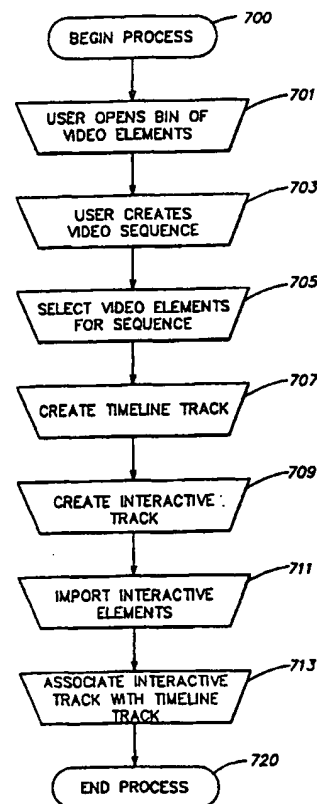 700
BEGIN PROCESS
701
USER OPENS BIN OF
VIDEO ELEMENTS
703
USER CREATES
VIDEO SEQUENCE
705
SELECT VIDEO ELEMENTS
FOR SEQUENCE
707
CREATE TIMELINE TRACK
709
CREATE INTERACTIVE
TRACK
711
IMPORT INTERACTIVE
ELEMENTS
713
ASSOCIATE INTERACTIVE
TRACK WITH TIMELINE
TRACK
720
END PROCESS